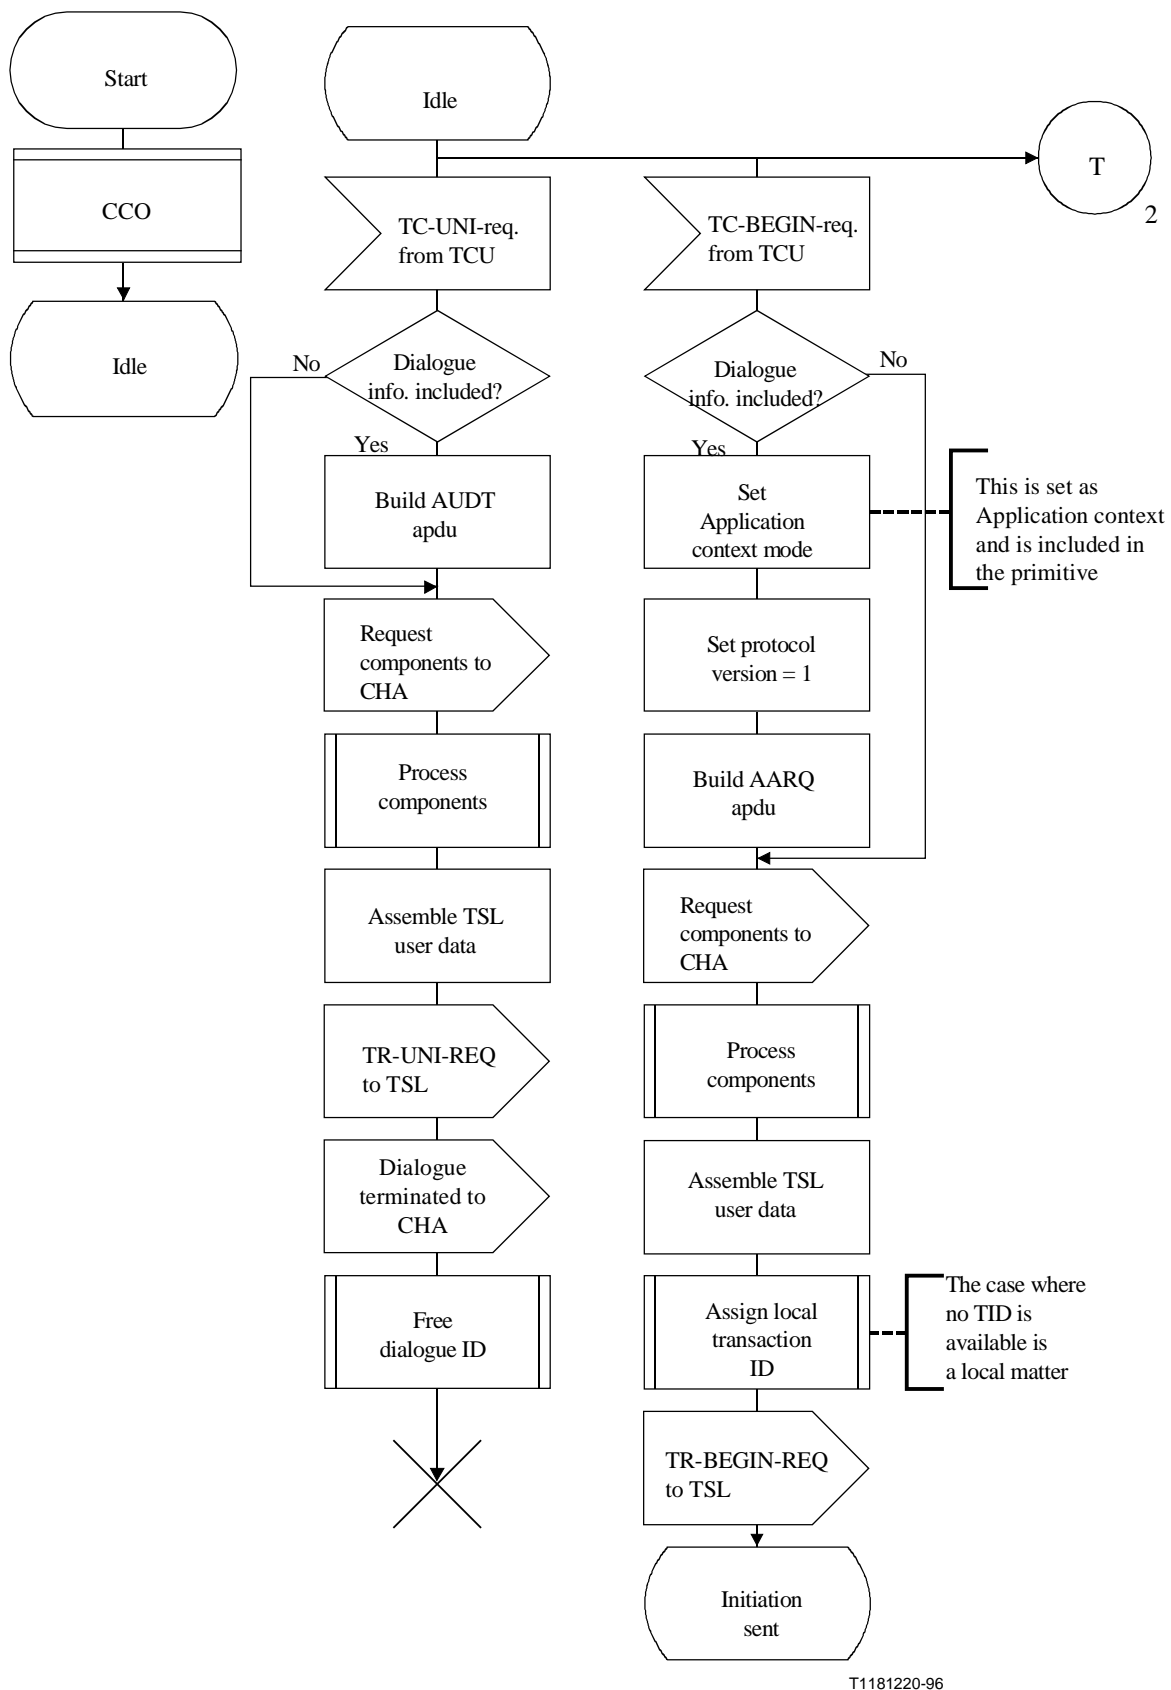 Start
CCO
Idle
Idle
T
2
TC-UNI-req.
from TCU
Dialogue
info. included?
No
Yes
Build AUDT
apdu
Request
components to
CHA
Process
components
Assemble TSL
user data
TR-UNI-REQ
to TSL
Dialogue
terminated to
CHA
Free
dialogue ID
TC-BEGIN-req.
from TCU
Dialogue
info. included?
No
Yes
Set
Application
context mode
This is set as
Application context
and is included in
the primitive
Set protocol
version = 1
Build AARQ
apdu
Request
components to
CHA
Process
components
Assemble TSL
user data
Assign local
transaction
ID
The case where
no TID is
available is
a local matter
TR-BEGIN-REQ
to TSL
Initiation
sent
T1181220-96